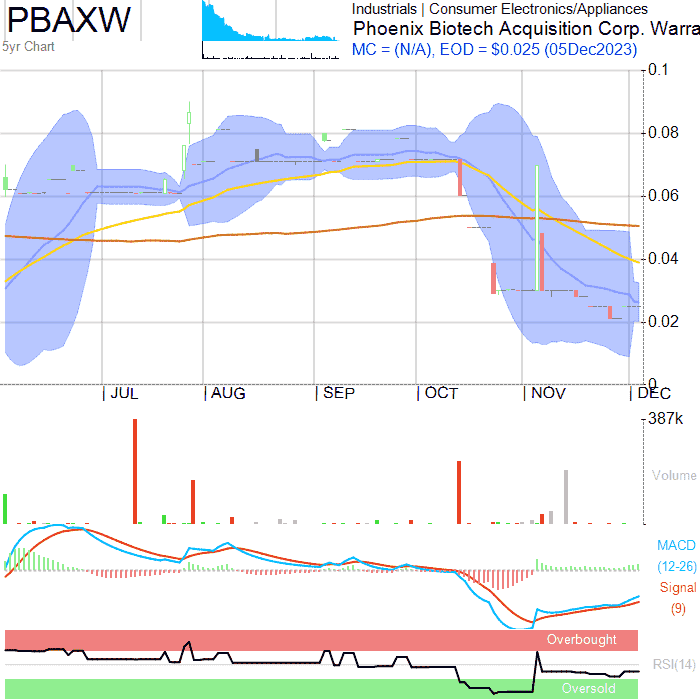 PBAXW
5yr Chart
Industrials | Consumer Electronics/Appliances
Phoenix Biotech Acquisition Corp. Warra
MC = (N/A), EOD = $0.025 (05Dec2023)
0.1
0.08
0.06
0.04
0.02
0
JUL AUG SEP OCT NOV DEC
387k
Volume
MACD
(12-26)
Signal
(9)
Overbought
RSI(14)
Oversold